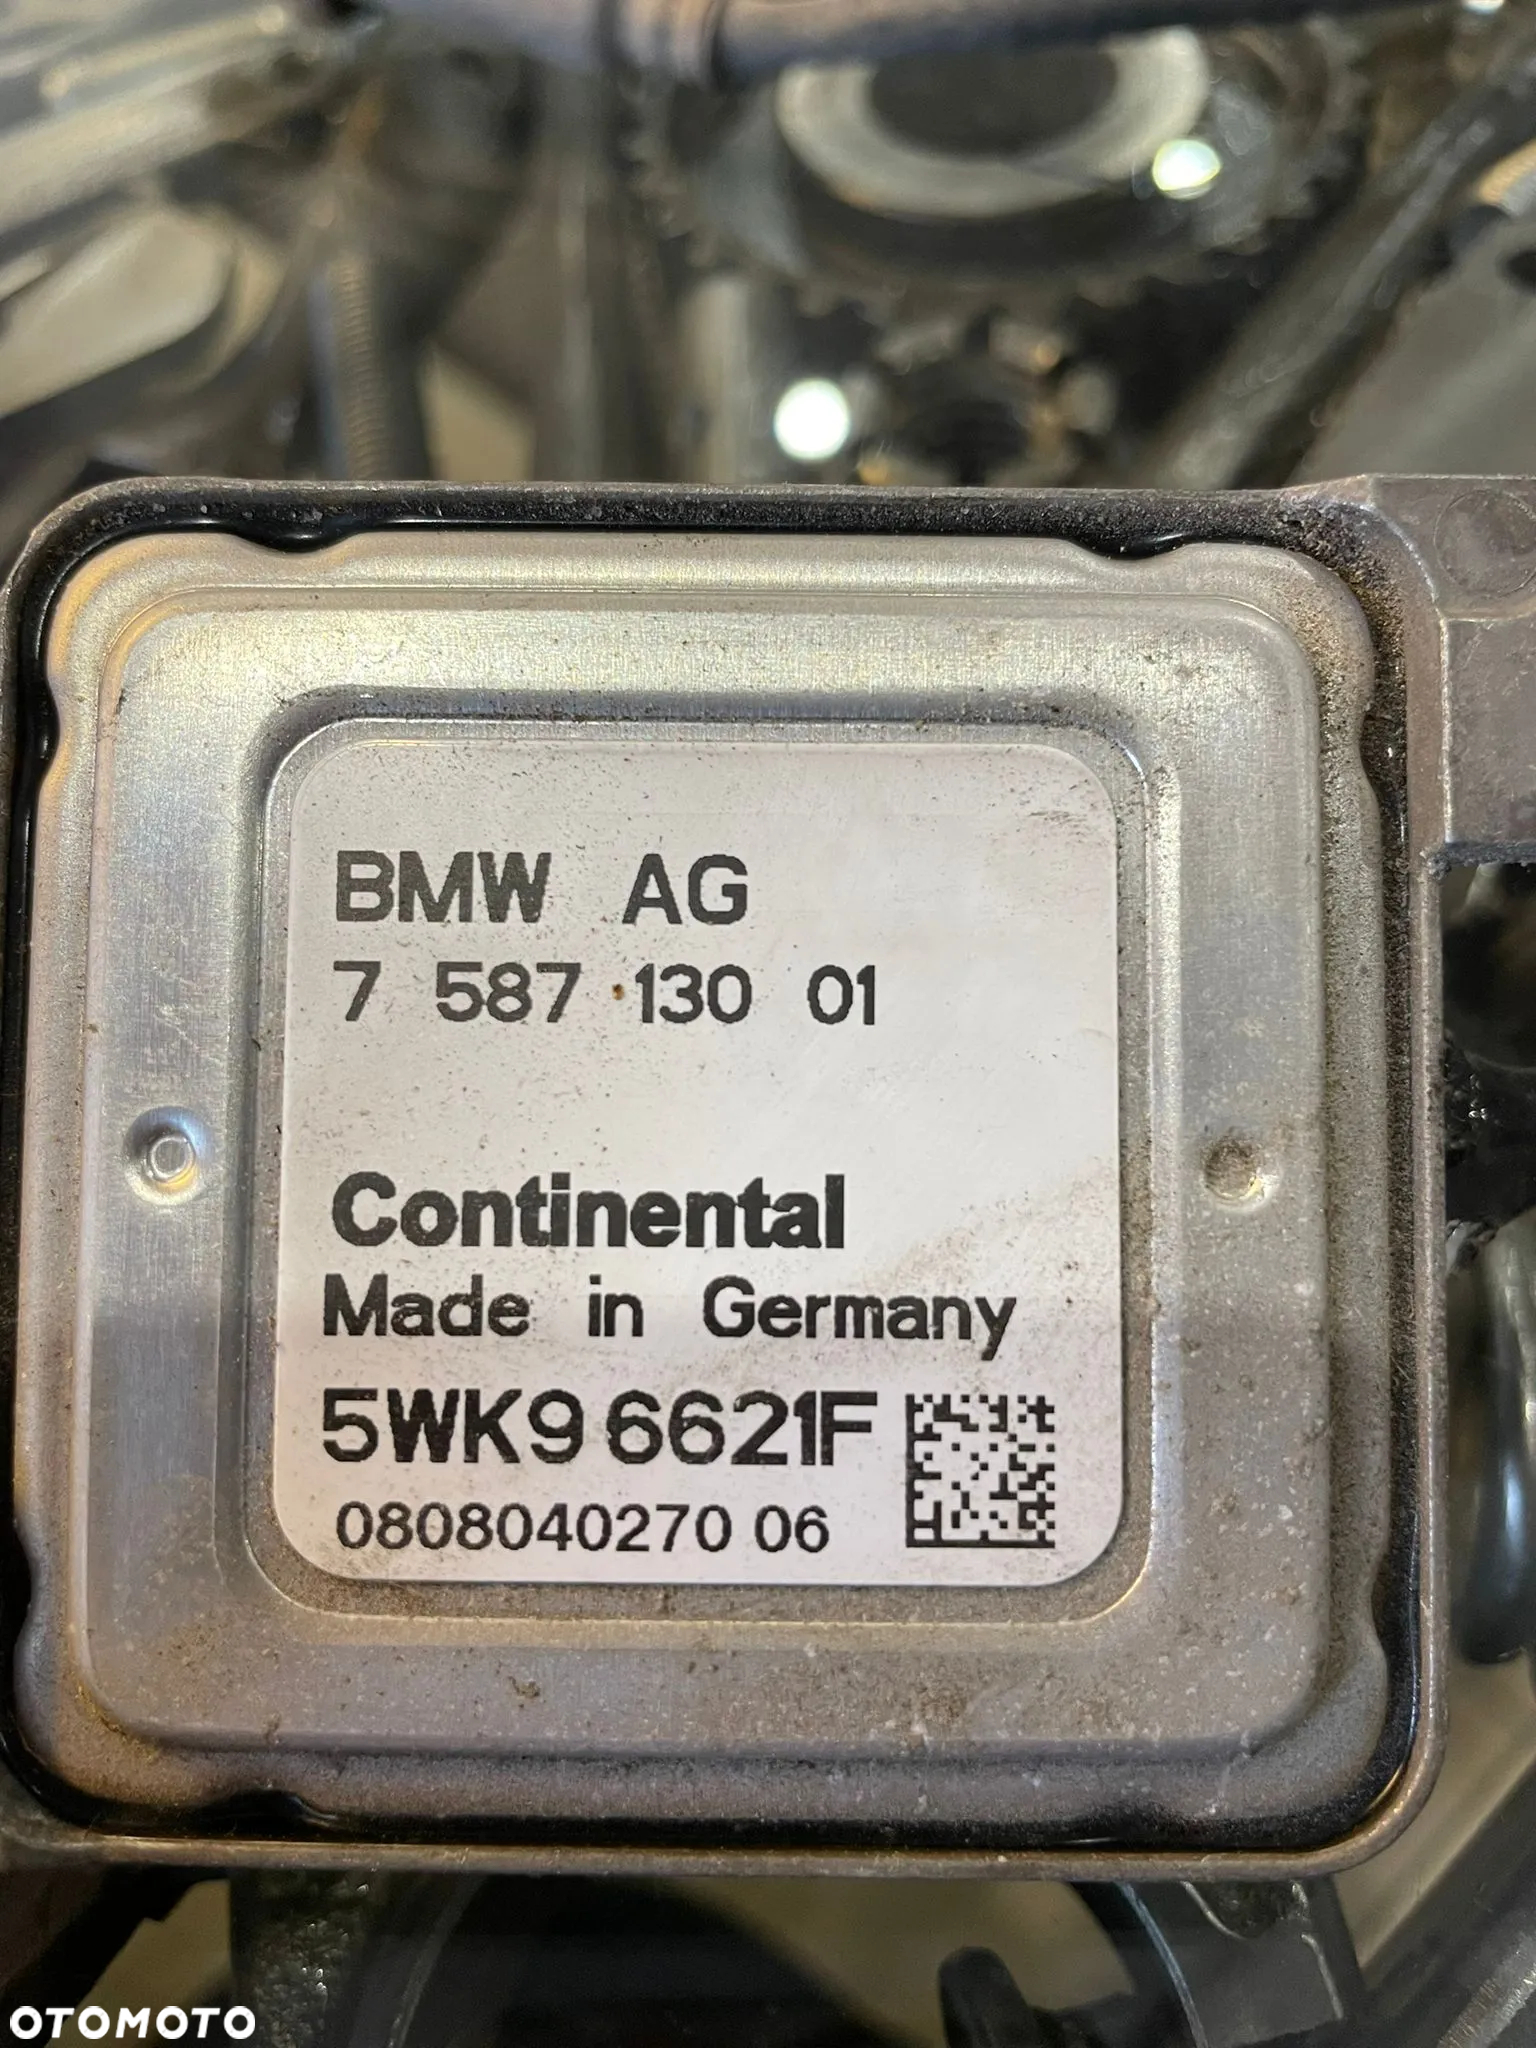 BMW AG
7 587 130 01
Continental
Made in Germany
5WK9 6621F
0808040270 06
OTOMOTO